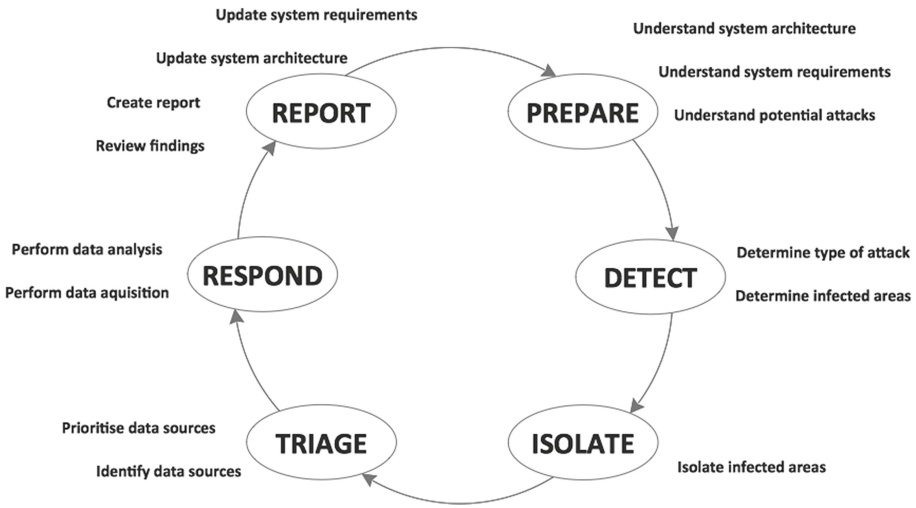 Update system requirements
Update system architecture
Create report
Review findings
REPORT
PREPARE
Understand system architecture
Understand system requirements
Understand potential attacks
DETECT
Determine type of attack
Determine infected areas
ISOLATE
Isolate infected areas
TRIAGE
Prioritise data sources
Identify data sources
RESPOND
Perform data analysis
Perform data aquisition